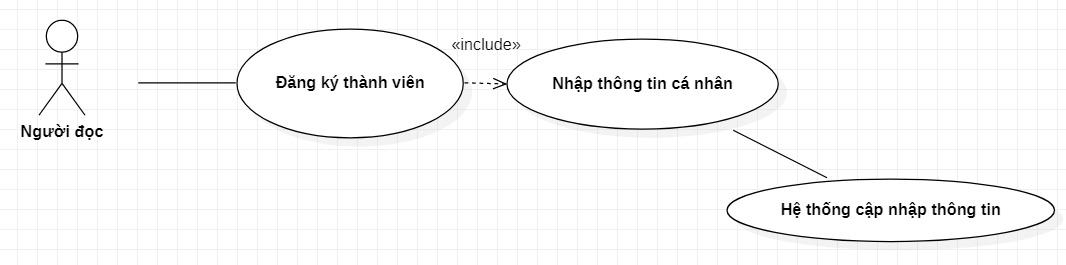 «include»
Đăng ký thành viên
Nhập thông tin cá nhân
Người đọc
Hệ thống cập nhập thông tin